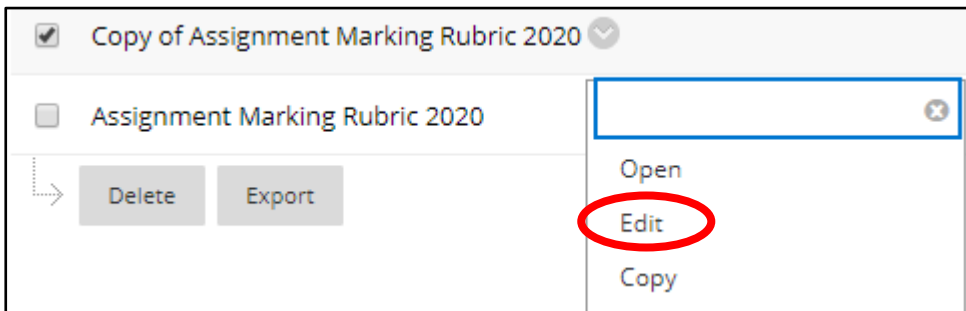 Copy of Assignment Marking Rubric 2020
Assignment Marking Rubric 2020
Delete Export
Open
Edit
Copy